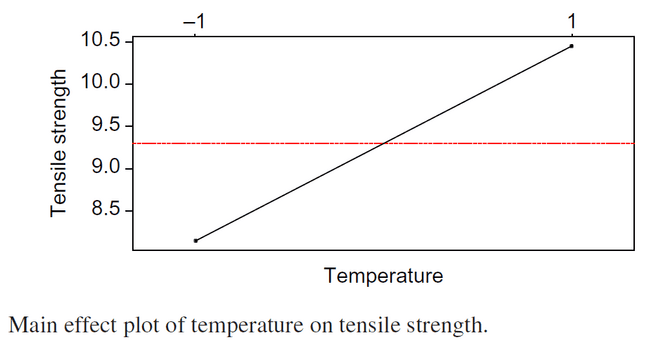 –1 1
10.5
10.0
9.5
9.0
8.5
Tensile strength
Temperature
Main effect plot of temperature on tensile strength.